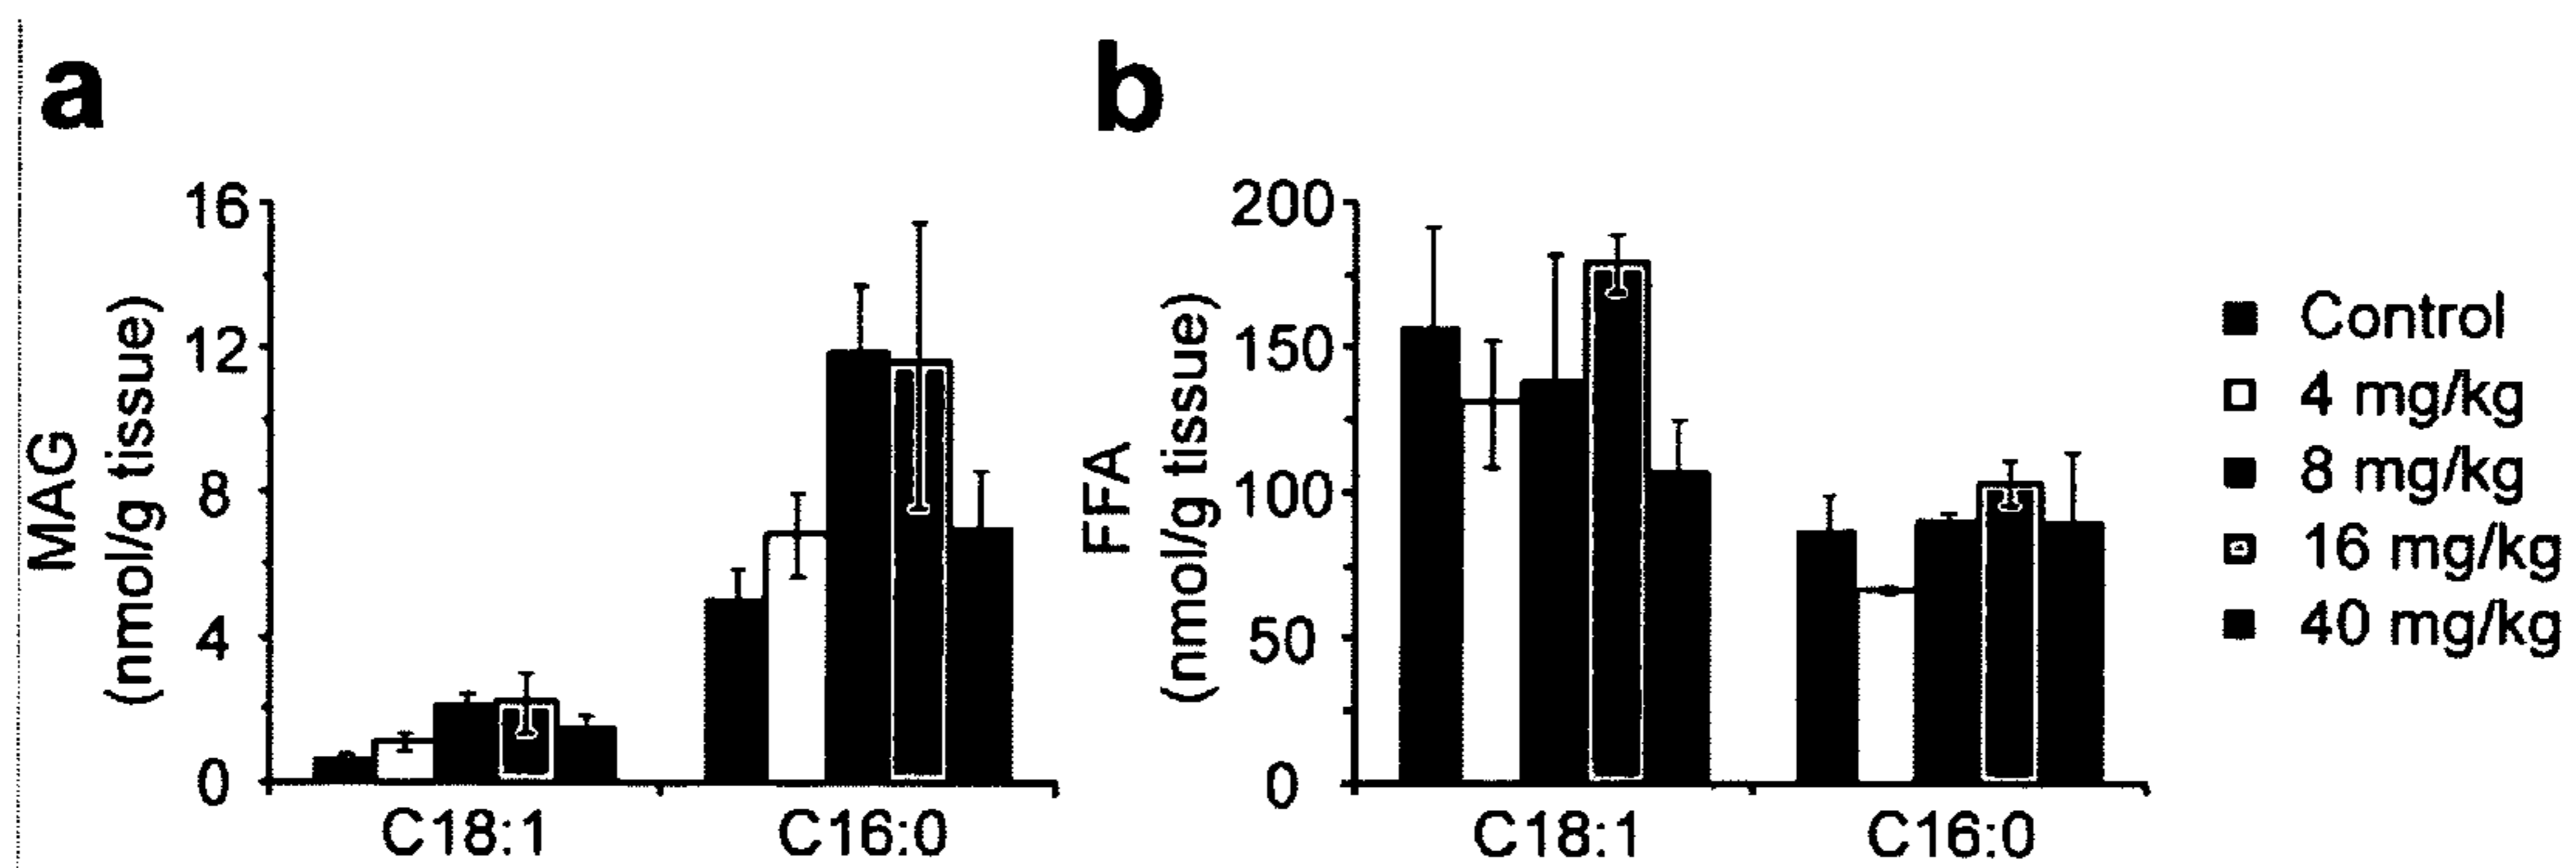 a
16
12
8
4
0
MAG
(nmol/g tissue)
C18:1
C16:0
b
200
150
100
50
0
FFA
(nmol/g tissue)
C18:1
C16:0
Control
4 mg/kg
8 mg/kg
16 mg/kg
40 mg/kg